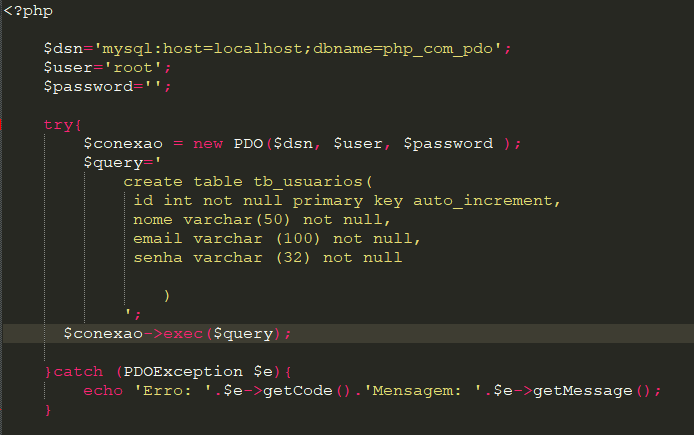 <?php
$dsn='mysql:host=localhost;dbname=php_com_pdo';
$user='root';
$password='';
try{
$conexao = new PDO($dsn, $user, $password );
$query='
create table tb_usuarios(
id int not null primary key auto_increment,
nome varchar(50) not null,
email varchar (100) not null,
senha varchar (32) not null
)
';
$conexao->exec($query);
}catch (PDOException $e){
echo 'Erro: '.$e->getCode().'Mensagem: '.$e->getMessage();
}